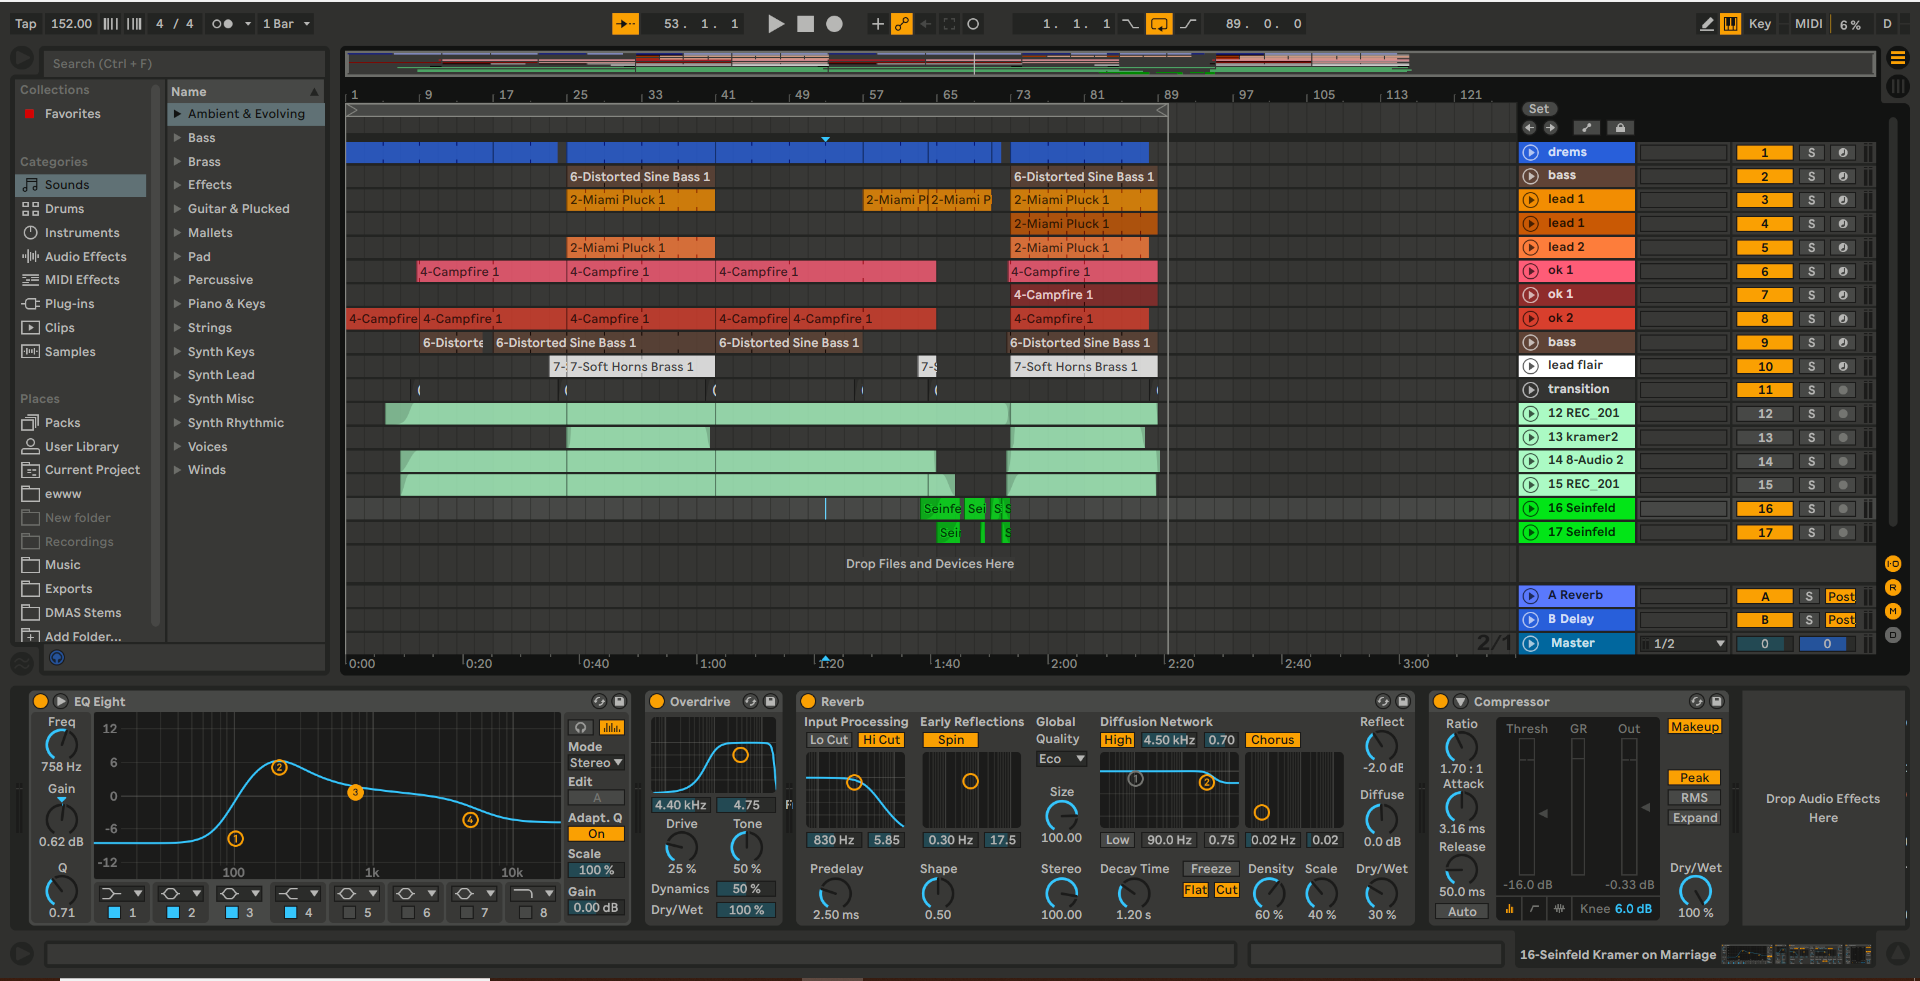 Tap 152.00 4 / 4 1 Bar 53. 1. 1 1. 1. 1 89. 0. 0 Key MIDI 6 % D
Search (Ctrl + F)
Collections
Favorites
Categories
Sounds
Drums
Instruments
Audio Effects
MIDI Effects
Plug-ins
Clips
Samples
Places
Packs
User Library
Current Project
ewww
New folder
Recordings
Music
Exports
DMAS Stems
Add Folder...
Name
Ambient & Evolving
Bass
Brass
Effects
Guitar & Plucked
Mallets
Pad
Percussive
Piano & Keys
Strings
Synth Keys
Synth Lead
Synth Misc
Synth Rhythmic
Voices
Winds
1 9 17 25 33 41 49 57 65 73 81 89 97 105 113 121
Set
drems 1 S
6-Distorted Sine Bass 1 6-Distorted Sine Bass 1 bass 2 S
2-Miami Pluck 1 2-Miami Pl 2-Miami P 2-Miami Pluck 1 lead 1 3 S
2-Miami Pluck 1 lead 1 4 S
2-Miami Pluck 1 2-Miami Pluck 1 lead 2 5 S
4-Campfire 1 4-Campfire 1 4-Campfire 1 4-Campfire 1 ok 1 6 S
4-Campfire 1 ok 1 7 S
4-Campfire 4-Campfire 1 4-Campfire 1 4-Campfire 4-Campfire 1 4-Campfire 1 ok 2 8 S
6-Distorte 6-Distorted Sine Bass 1 6-Distorted Sine Bass 1 6-Distorted Sine Bass 1 bass 9 S
7- 7-Soft Horns Brass 1 7-S 7-Soft Horns Brass 1 lead flair 10 S
transition 11 S
12 REC_201 12 S
13 kramer2 13 S
14 8-Audio 2 14 S
15 REC_201 15 S
Seinfe Sei S S 16 Seinfeld 16 S
Sei S 17 Seinfeld 17 S
Drop Files and Devices Here
A Reverb A S Post
B Delay B S Post
2/1 Master 1/2 0 0
0:00 0:20 0:40 1:00 1:20 1:40 2:00 2:20 2:40 3:00
I·O
R
M
D
EQ Eight
Freq
758 Hz
Gain
0.62 dB
Q
0.71
12
6
0
-6
-12
100 1k 10k
1 2 3 4
1 2 3 4 5 6 7 8
Mode
Stereo
Edit
A
Adapt. Q
On
Scale
100 %
Gain
0.00 dB
Overdrive
4.40 kHz 4.75
Drive Tone
25 % 50 %
Dynamics 50 %
Dry/Wet 100 %
Reverb
Input Processing
Lo Cut Hi Cut
830 Hz 5.85
Predelay
2.50 ms
Early Reflections
Spin
0.30 Hz 17.5
Shape
0.50
Global
Quality
Eco
Size
100.00
Stereo
100.00
Diffusion Network
High 4.50 kHz 0.70 Chorus
1 2
Low 90.0 Hz 0.75 0.02 Hz 0.02
Decay Time Freeze Density Scale
Flat Cut
1.20 s 60 % 40 %
Reflect
-2.0 dB
Diffuse
0.0 dB
Dry/Wet
30 %
Compressor
Ratio
1.70 : 1
Attack
3.16 ms
Release
50.0 ms
Auto
Thresh GR Out
-16.0 dB -0.33 dB
Knee 6.0 dB
Makeup
Peak
RMS
Expand
Dry/Wet
100 %
Drop Audio Effects
Here
16-Seinfeld Kramer on Marriage